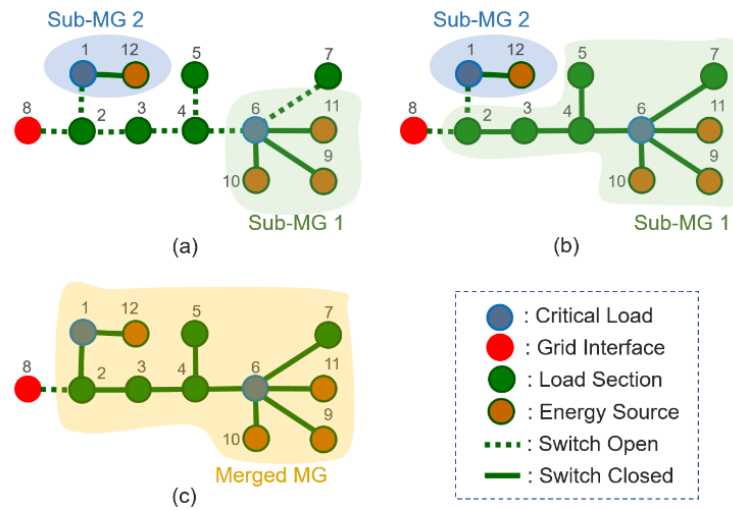 Sub-MG 2
1 12
5
7
8
2 3 4
6
11
10
9
Sub-MG 1
(a)
Sub-MG 2
1 12
5
7
8
2 3 4
6
11
10
9
Sub-MG 1
(b)
1 12
5
7
8
2 3 4
6
11
10
9
Merged MG
(c)
: Critical Load
: Grid Interface
: Load Section
: Energy Source
: Switch Open
: Switch Closed